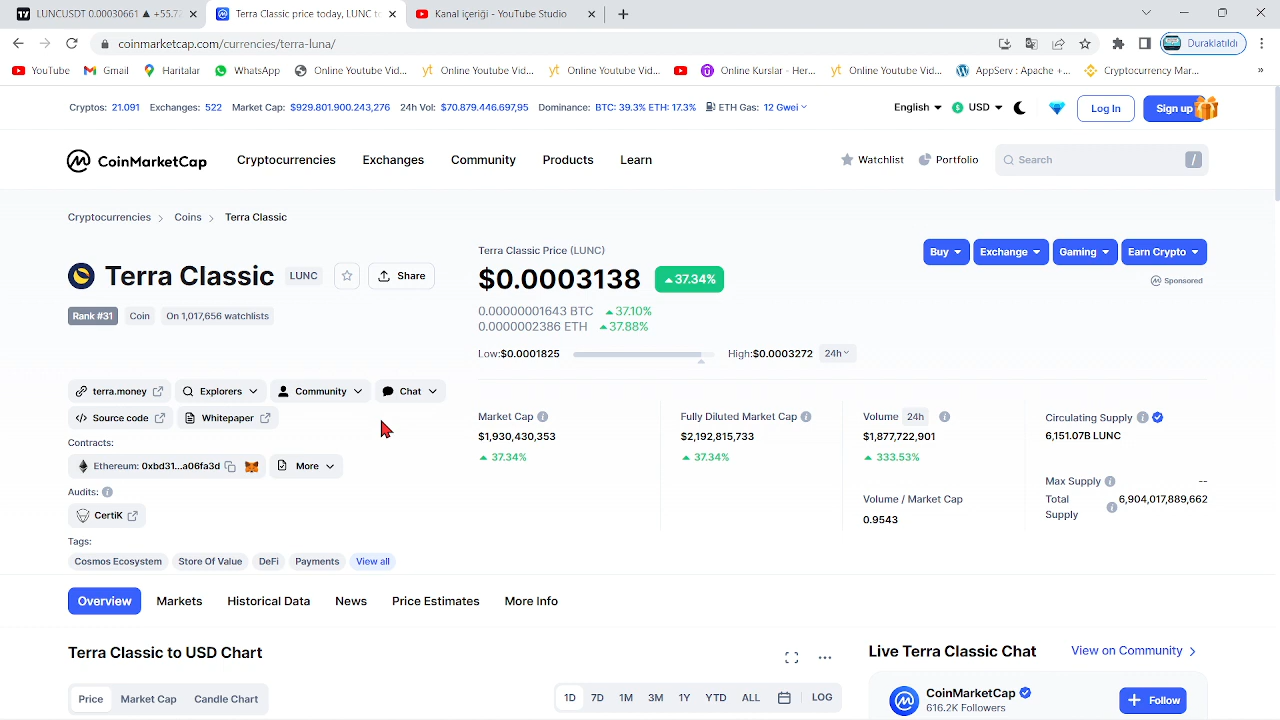 LUNCUSDT 0.00030661 ▲ +55.7
Terra Classic price today, LUNC to
Kanal içeriği - YouTube Studio
coinmarketcap.com/currencies/terra-luna/
Duraklatıldı
YouTube Gmail Haritalar WhatsApp Online Youtube Vid... Online Youtube Vid... Online Youtube Vid... Online Kurslar - Her... Online Youtube Vid... AppServ : Apache +... Cryptocurrency Mar... »
Cryptos: 21.091 Exchanges: 522 Market Cap: $929.801.900.243,276 24h Vol: $70.879.446.697,95 Dominance: BTC: 39.3% ETH: 17.3% ETH Gas: 12 Gwei
English USD Log In Sign up
CoinMarketCap Cryptocurrencies Exchanges Community Products Learn Watchlist Portfolio Search /
Cryptocurrencies > Coins > Terra Classic
Terra Classic LUNC Share
Rank #31 Coin On 1,017,656 watchlists
Terra Classic Price (LUNC)
$0.0003138 ▲37.34%
0.00000001643 BTC ▲37.10%
0.0000002386 ETH ▲37.88%
Low:$0.0001825 High:$0.0003272 24h
Buy Exchange Gaming Earn Crypto
Sponsored
terra.money Explorers Community Chat
Source code Whitepaper
Contracts:
Ethereum: 0xbd31...a06fa3d More
Audits:
CertiK
Tags:
Cosmos Ecosystem Store Of Value DeFi Payments View all
Market Cap
$1,930,430,353
▲ 37.34%
Fully Diluted Market Cap
$2,192,815,733
▲ 37.34%
Volume 24h
$1,877,722,901
▲ 333.53%
Volume / Market Cap
0.9543
Circulating Supply
6,151.07B LUNC
Max Supply --
Total Supply 6,904,017,889,662
Overview Markets Historical Data News Price Estimates More Info
Terra Classic to USD Chart
Price Market Cap Candle Chart
1D 7D 1M 3M 1Y YTD ALL LOG
Live Terra Classic Chat View on Community >
CoinMarketCap
616.2K Followers
+ Follow